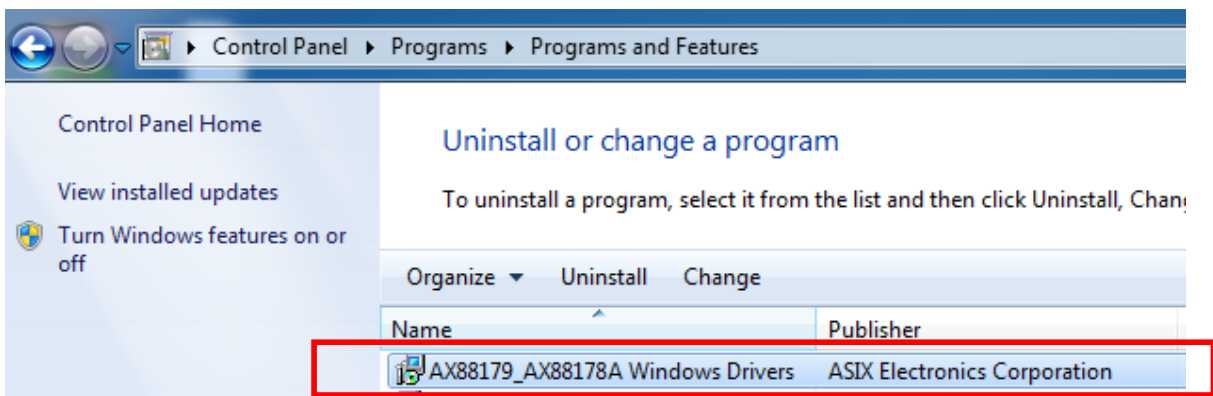 Control Panel ▸ Programs ▸ Programs and Features
Control Panel Home
View installed updates
Turn Windows features on or
off
Uninstall or change a program
To uninstall a program, select it from the list and then click Uninstall, Chang
Organize Uninstall Change
Name Publisher
AX88179_AX88178A Windows Drivers ASIX Electronics Corporation